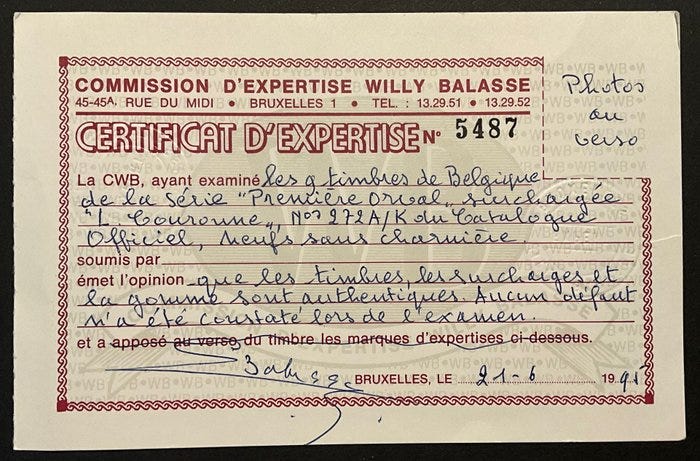 COMMISSION D'EXPERTISE WILLY BALASSE
45-45A, RUE DU MIDI • BRUXELLES 1 • TEL. : 13.29.51 • 13.29.52
CERTIFICAT D'EXPERTISE N° 5487
Photos
au
verso
La CWB, ayant examiné les 9 timbres de Belgique
de la série "Première Orval" surchargée
"L Couronne", Nos 272A/K du Catalogue
Officiel, neufs sans charnière.
soumis par
émet l'opinion que les timbres, les surcharges et
la gomme sont authentiques. Aucun défaut
n'a été constaté lors de l'examen.
et a apposé au verso du timbre les marques d'expertises ci-dessous.
Balasse
BRUXELLES, LE 21-6 1995